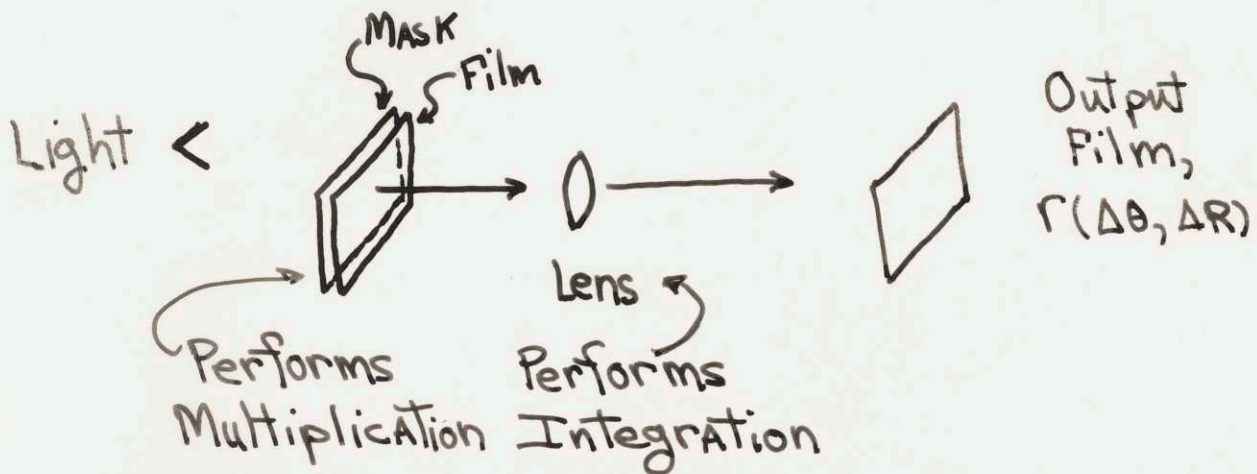 MASK
Film
Light <
Output
Film,
r(Δθ, ΔR)
Lens
Performs
Multiplication
Performs
Integration